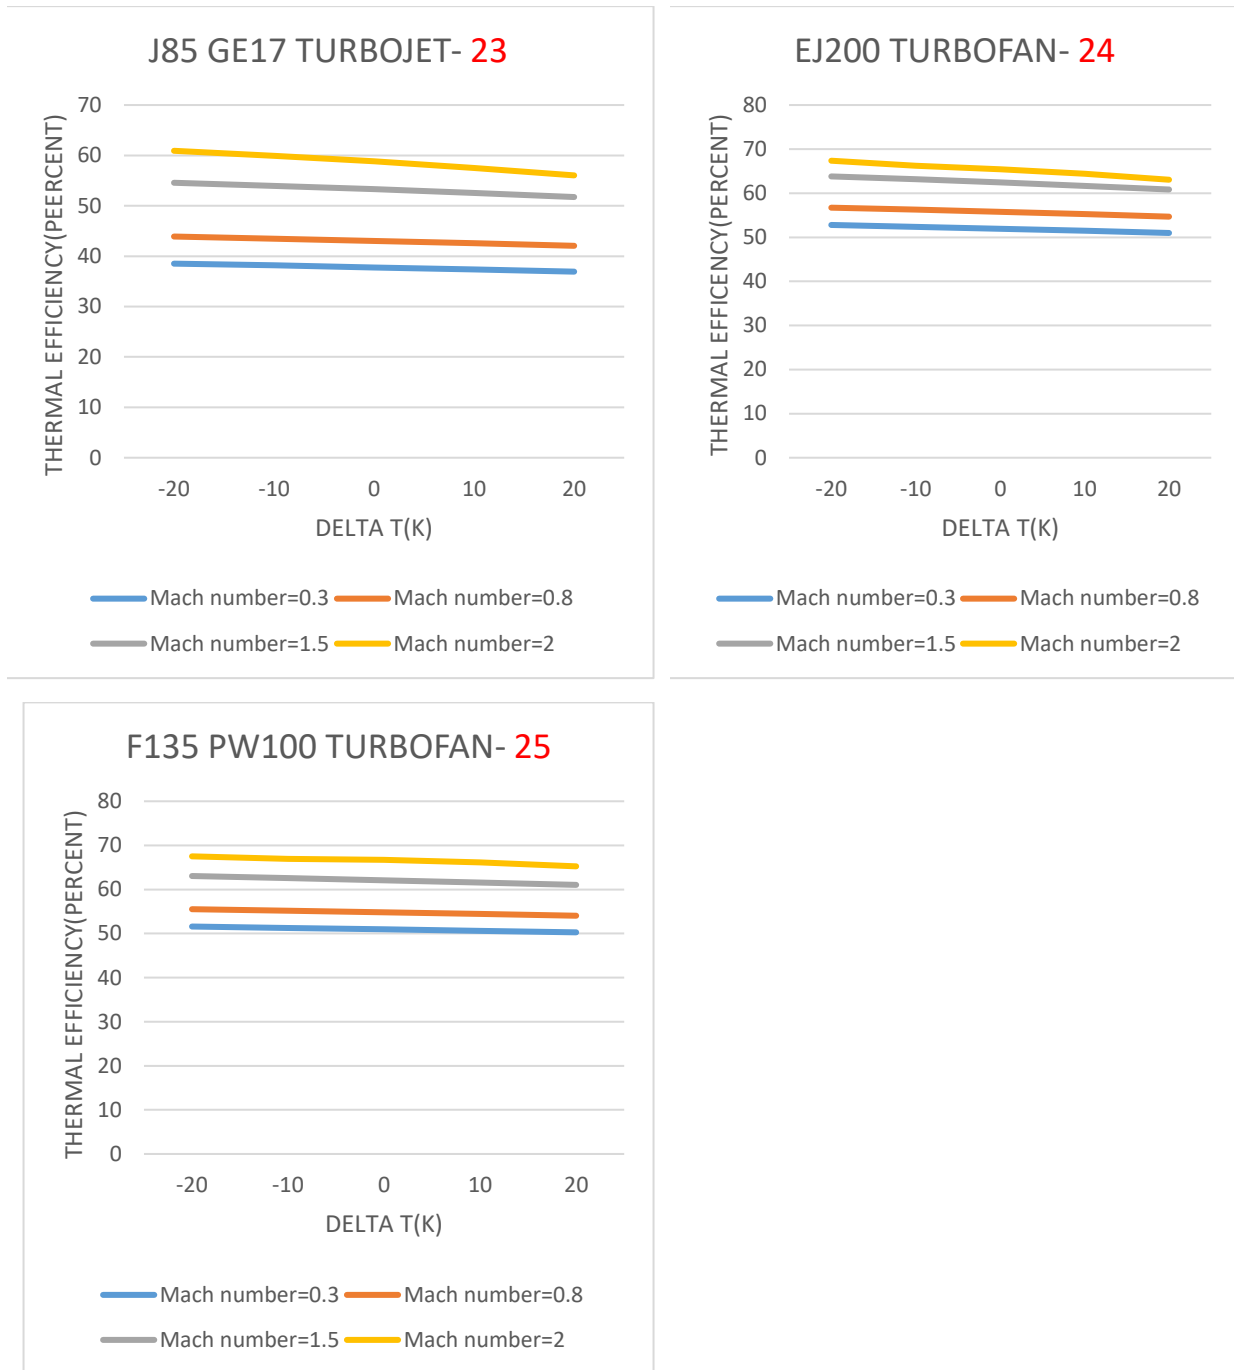 J85 GE17 TURBOJET- 23
THERMAL EFFICIENCY(PEERCENT)
70
60
50
40
30
20
10
0
-20 -10 0 10 20
DELTA T(K)
Mach number=0.3 Mach number=0.8
Mach number=1.5 Mach number=2
EJ200 TURBOFAN- 24
THERMAL EFFICENCY(PERCENT)
80
70
60
50
40
30
20
10
0
-20 -10 0 10 20
DELTA T(K)
Mach number=0.3 Mach number=0.8
Mach number=1.5 Mach number=2
F135 PW100 TURBOFAN- 25
THERMAL EFFICIENCY(PERCENT)
80
70
60
50
40
30
20
10
0
-20 -10 0 10 20
DELTA T(K)
Mach number=0.3 Mach number=0.8
Mach number=1.5 Mach number=2